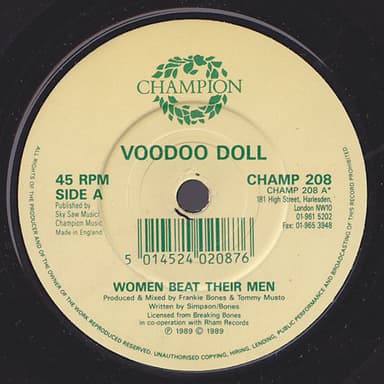 CHAMPION
VOODOO DOLL
45 RPM
SIDE A
Published by
Sky Saw Music/
Champion Music
Made in England
CHAMP 208
CHAMP 208 A*
181 High Street, Harlesden,
London NW10
01-961 5202
Fax: 01-965 3948
5 014524 020876
WOMEN BEAT THEIR MEN
Produced & Mixed by Frankie Bones & Tommy Musto
Written by Simpson/Bones
Licensed from Breaking Bones
in co-operation with Rham Records
℗ 1989 © 1989
ALL RIGHTS OF THE PRODUCER AND OF THE OWNER OF THE WORK REPRODUCED RESERVED. UNAUTHORISED COPYING, HIRING, LENDING, PUBLIC PERFORMANCE AND BROADCASTING OF THIS RECORD PROHIBITED.